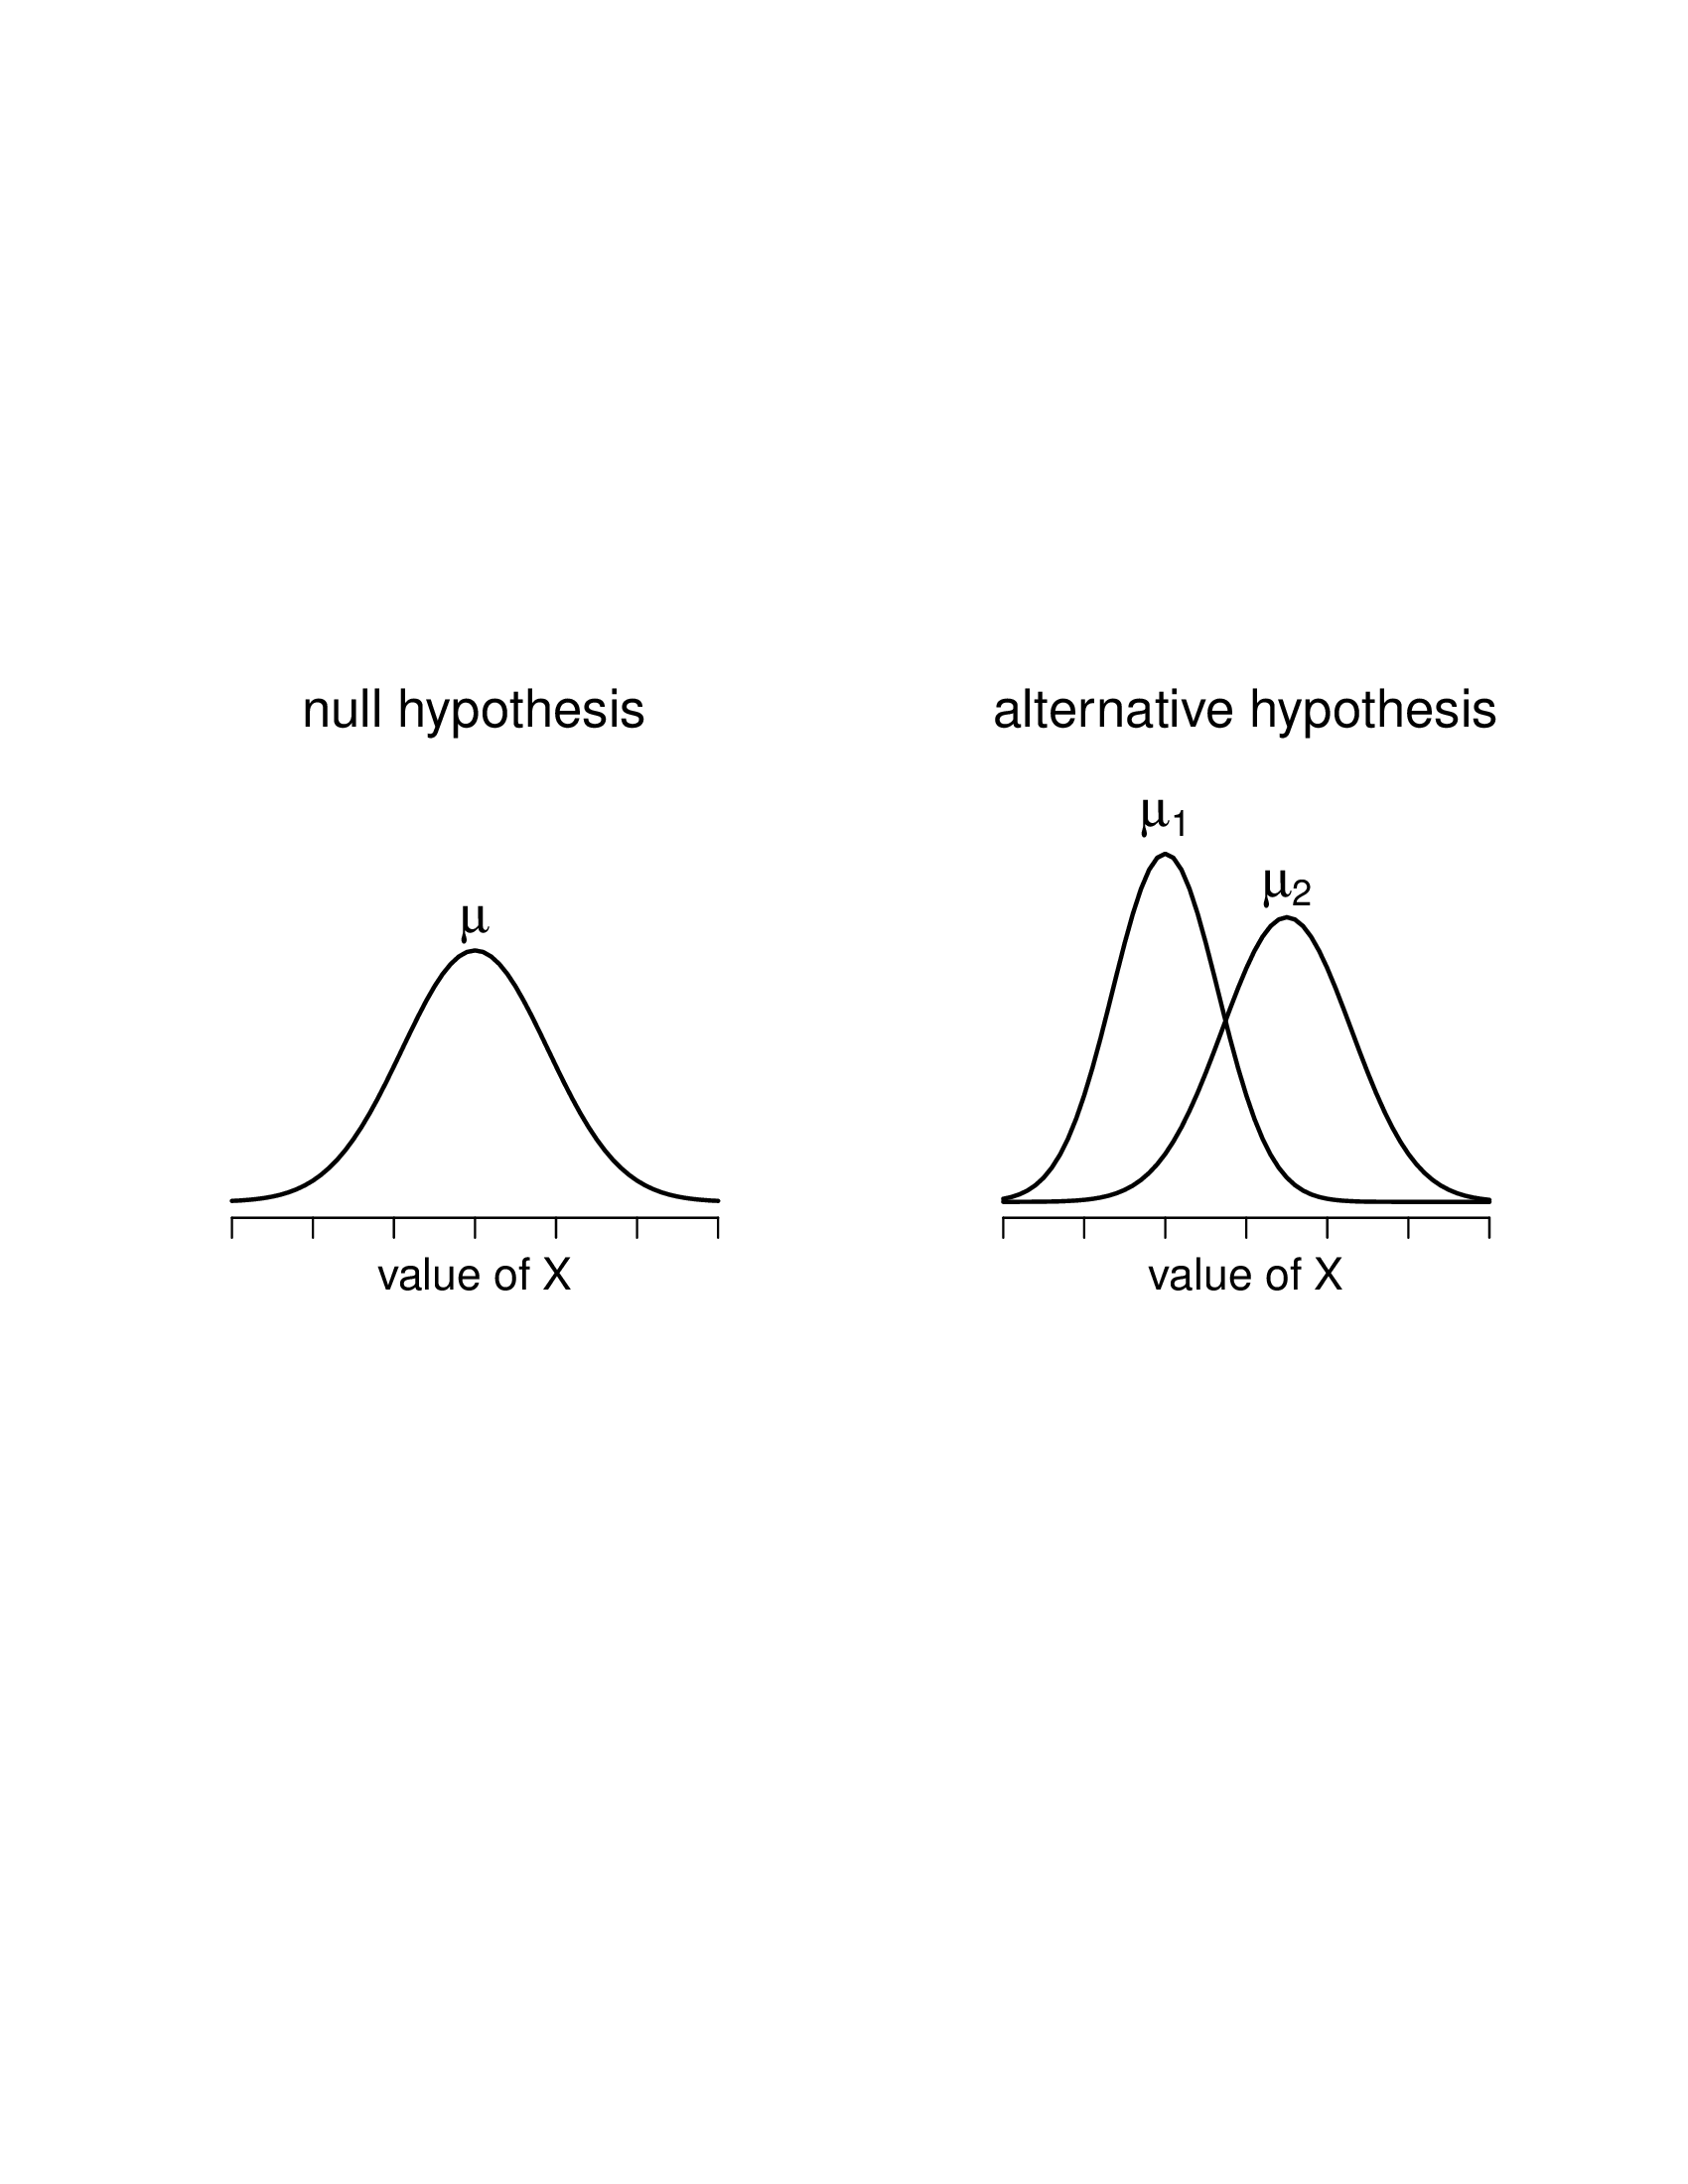 null hypothesis
μ
value of X
alternative hypothesis
μ1
μ2
value of X